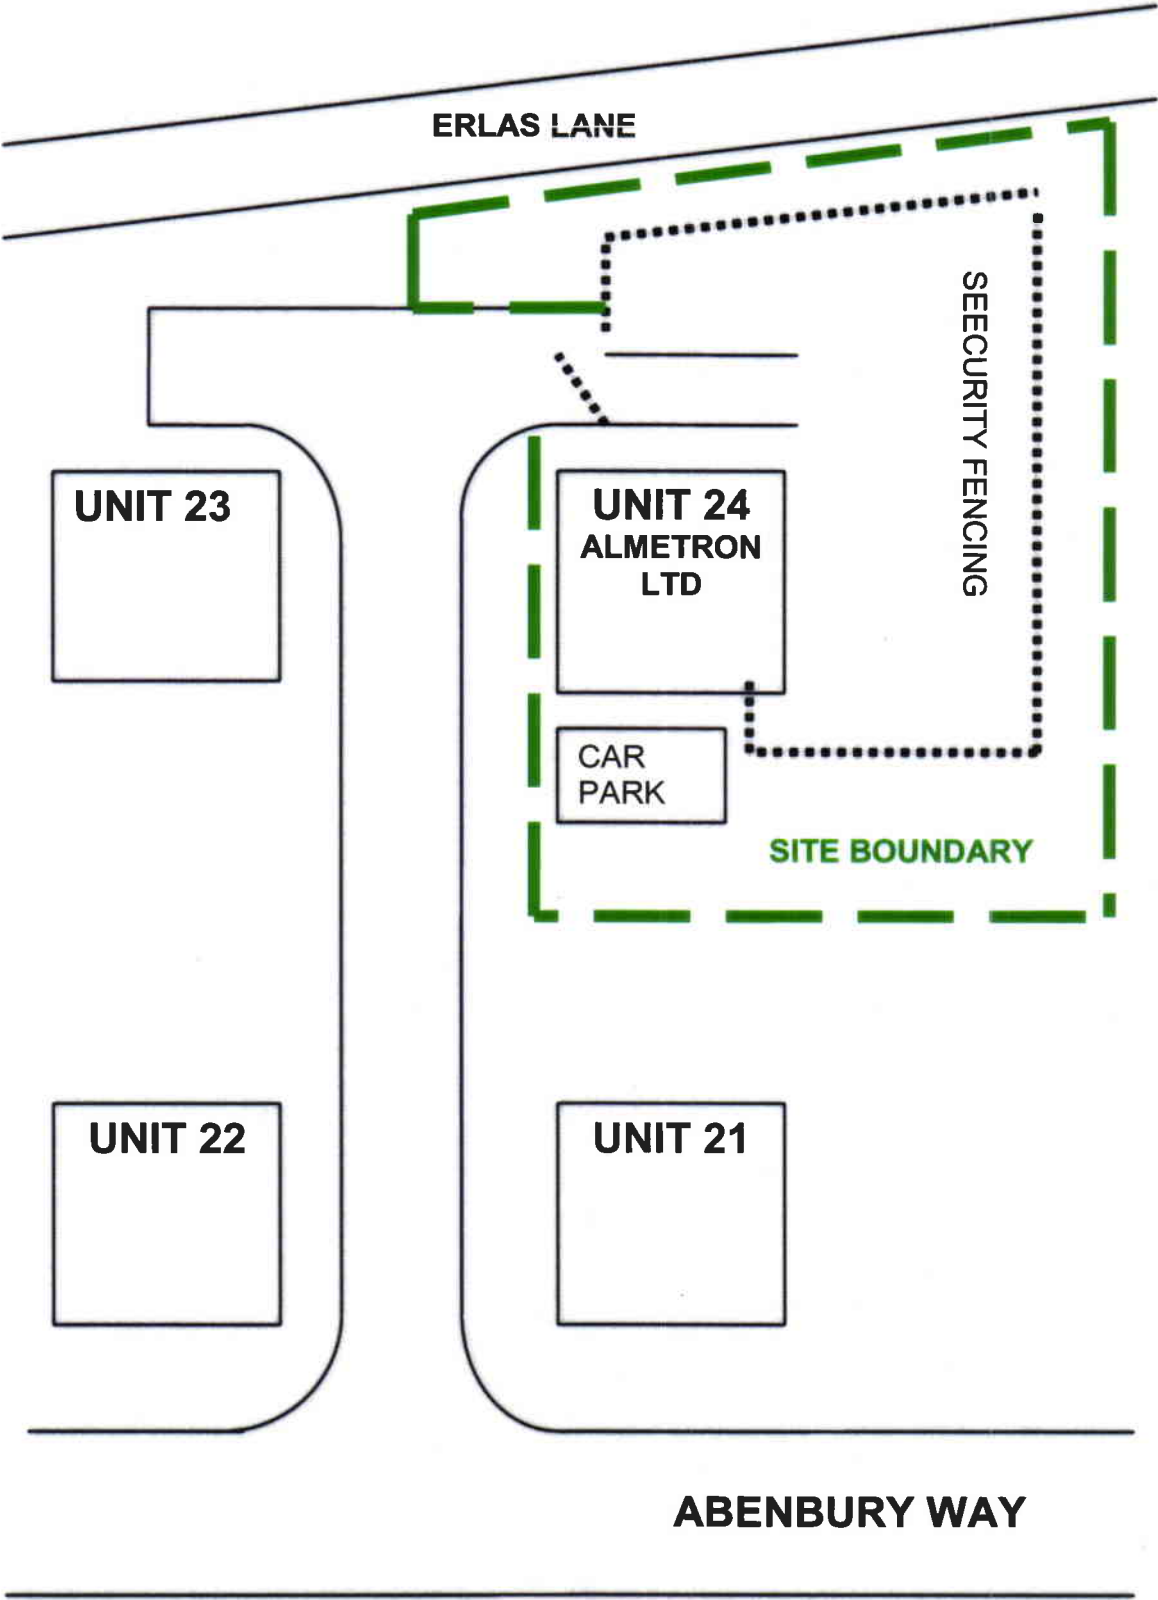 ERLAS LANE
SEECURITY FENCING
UNIT 23
UNIT 24
ALMETRON
LTD
CAR
PARK
SITE BOUNDARY
UNIT 22
UNIT 21
ABENBURY WAY